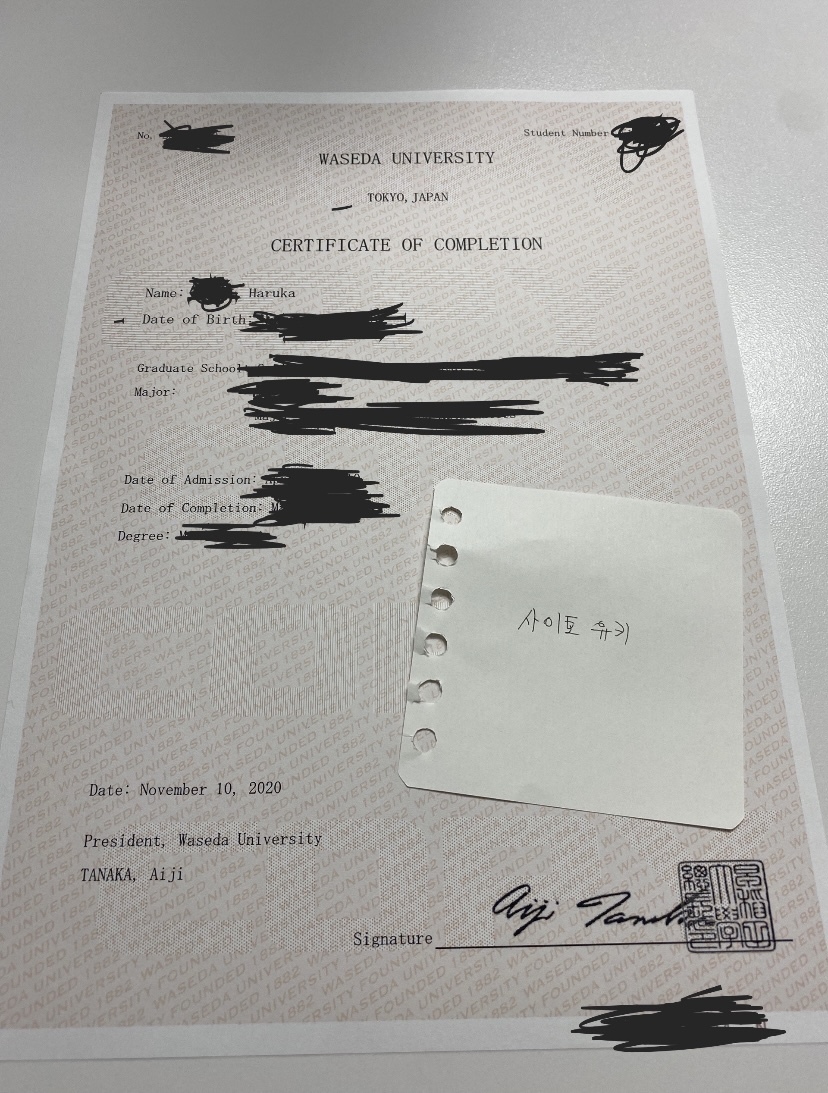 No.
Student Number
WASEDA UNIVERSITY
TOKYO, JAPAN
CERTIFICATE OF COMPLETION
Name: Haruka
Date of Birth:
Graduate School:
Major:
Date of Admission:
Date of Completion: M
Degree:
사이토 유키
Date: November 10, 2020
President, Waseda University
TANAKA, Aiji
Aiji Tanaka
Signature